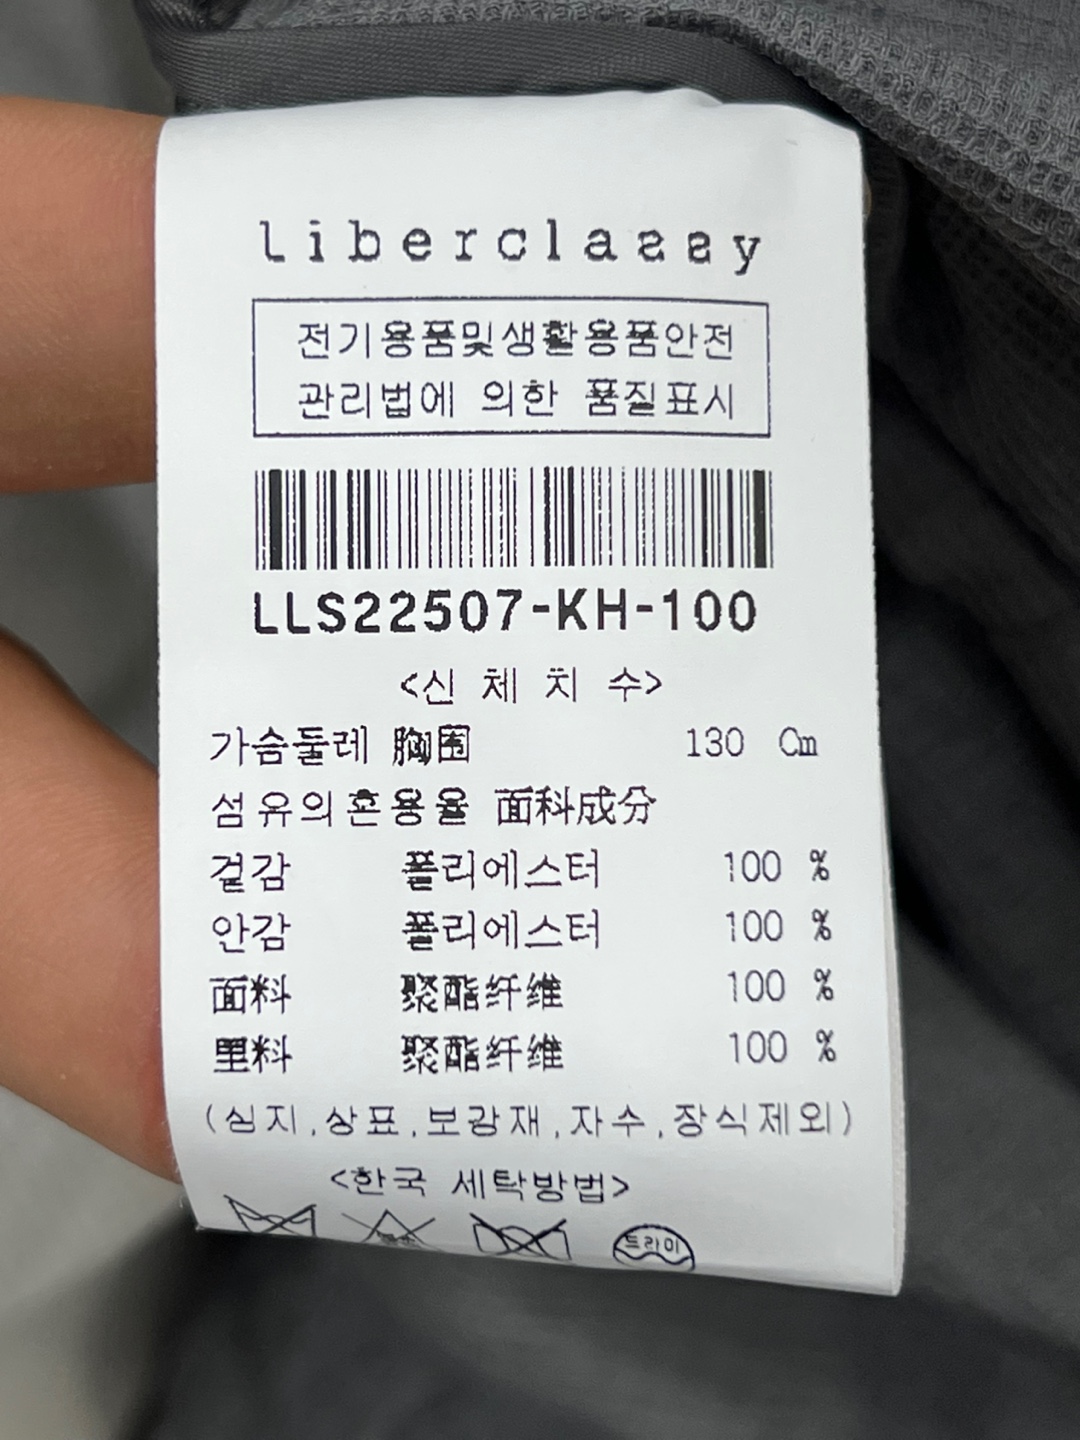 liberclassy
전기용품및생활용품안전
관리법에 의한 품질표시
LLS22507-KH-100
<신 체 치 수>
가슴둘레 胸围 130 Cm
섬유의혼용율 面科成分
겉감 폴리에스터 100 %
안감 폴리에스터 100 %
面料 聚酯纤维 100 %
里料 聚酯纤维 100 %
(심지,상표,보강재,자수,장식제외)
<한국 세탁방법>
드라이